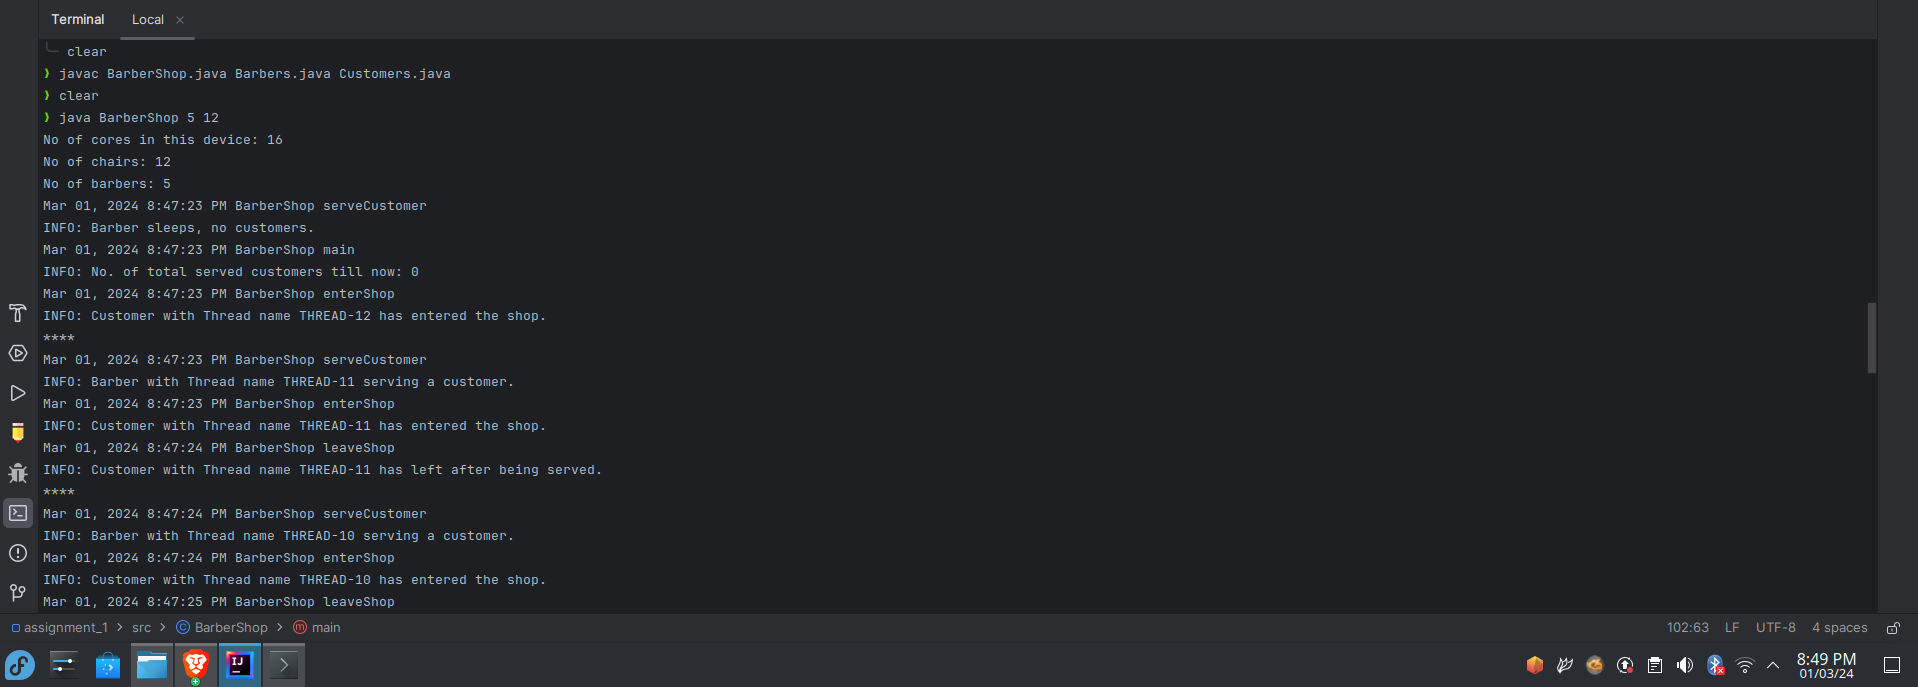 Terminal Local
clear
javac BarberShop.java Barbers.java Customers.java
clear
java BarberShop 5 12
No of cores in this device: 16
No of chairs: 12
No of barbers: 5
Mar 01, 2024 8:47:23 PM BarberShop serveCustomer
INFO: Barber sleeps, no customers.
Mar 01, 2024 8:47:23 PM BarberShop main
INFO: No. of total served customers till now: 0
Mar 01, 2024 8:47:23 PM BarberShop enterShop
INFO: Customer with Thread name THREAD-12 has entered the shop.
****
Mar 01, 2024 8:47:23 PM BarberShop serveCustomer
INFO: Barber with Thread name THREAD-11 serving a customer.
Mar 01, 2024 8:47:23 PM BarberShop enterShop
INFO: Customer with Thread name THREAD-11 has entered the shop.
Mar 01, 2024 8:47:24 PM BarberShop leaveShop
INFO: Customer with Thread name THREAD-11 has left after being served.
****
Mar 01, 2024 8:47:24 PM BarberShop serveCustomer
INFO: Barber with Thread name THREAD-10 serving a customer.
Mar 01, 2024 8:47:24 PM BarberShop enterShop
INFO: Customer with Thread name THREAD-10 has entered the shop.
Mar 01, 2024 8:47:25 PM BarberShop leaveShop
assignment_1 > src > BarberShop > main 102:63 LF UTF-8 4 spaces
8:49 PM
01/03/24